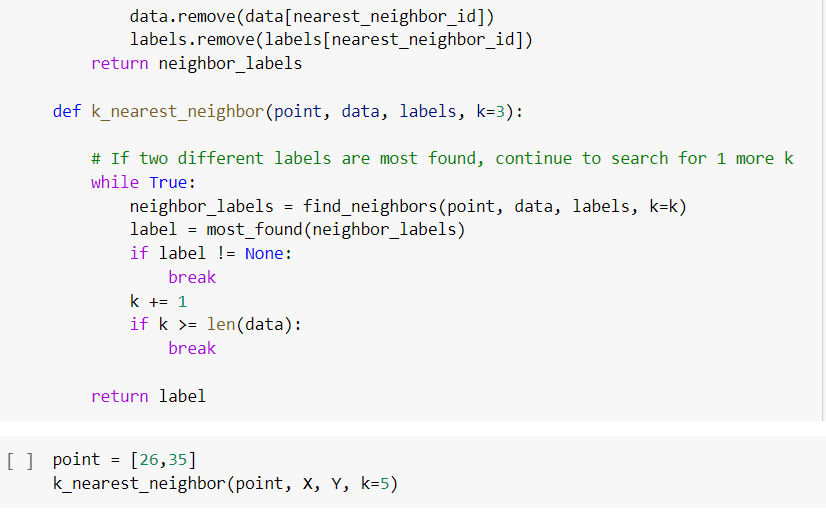 data.remove(data[nearest_neighbor_id])
labels.remove(labels[nearest_neighbor_id])
return neighbor_labels
def k_nearest_neighbor(point, data, labels, k=3):
# If two different labels are most found, continue to search for 1 more k
while True:
neighbor_labels = find_neighbors(point, data, labels, k=k)
label = most_found(neighbor_labels)
if label != None:
break
k += 1
if k >= len(data):
break
return label
[ ] point = [26,35]
k_nearest_neighbor(point, X, Y, k=5)